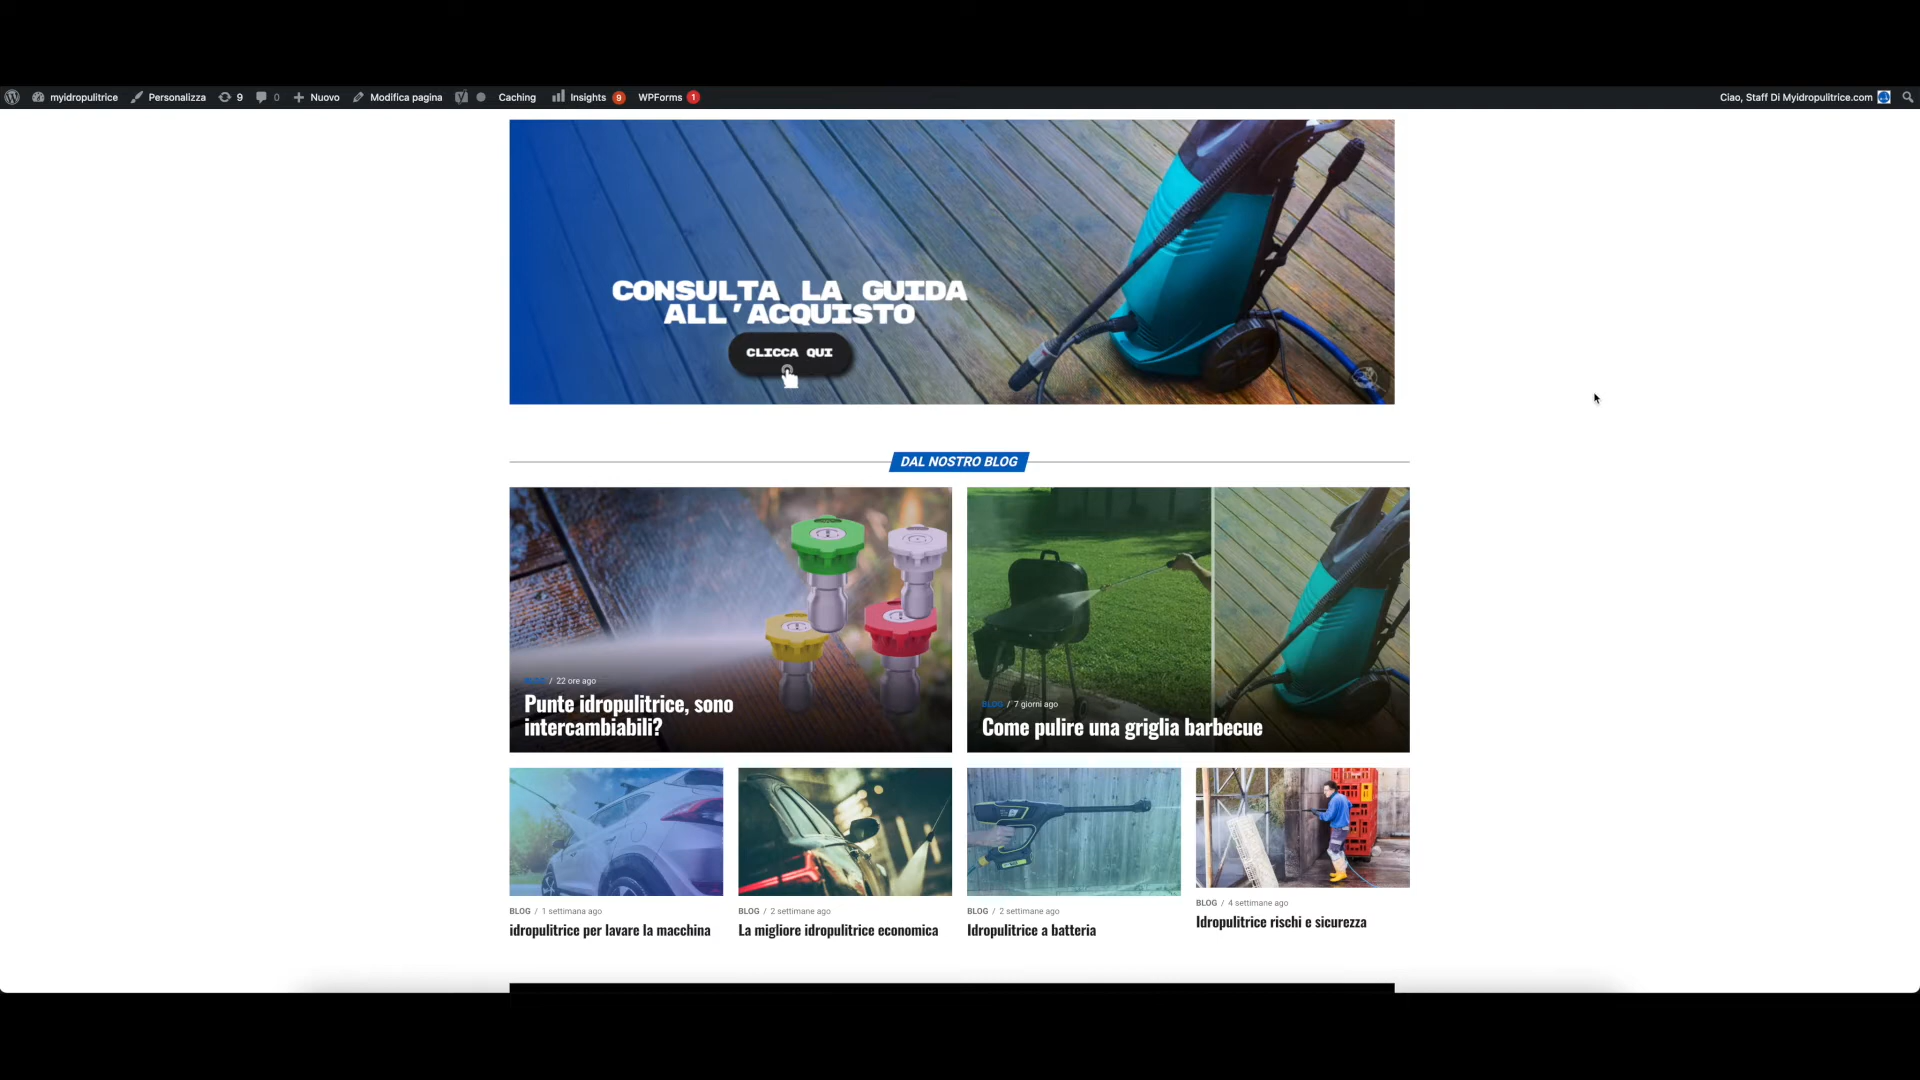 myidropulitrice Personalizza 9 0 Nuovo Modifica pagina Caching Insights 9 WPForms 1 Ciao, Staff Di Myidropulitrice.com
CONSULTA LA GUIDA
ALL'ACQUISTO
CLICCA QUI
DAL NOSTRO BLOG
BLOG / 22 ore ago
Punte idropulitrice, sono
intercambiabili?
BLOG / 7 giorni ago
Come pulire una griglia barbecue
BLOG / 1 settimana ago
idropulitrice per lavare la macchina
BLOG / 2 settimane ago
La migliore idropulitrice economica
BLOG / 2 settimane ago
Idropulitrice a batteria
BLOG / 4 settimane ago
Idropulitrice rischi e sicurezza